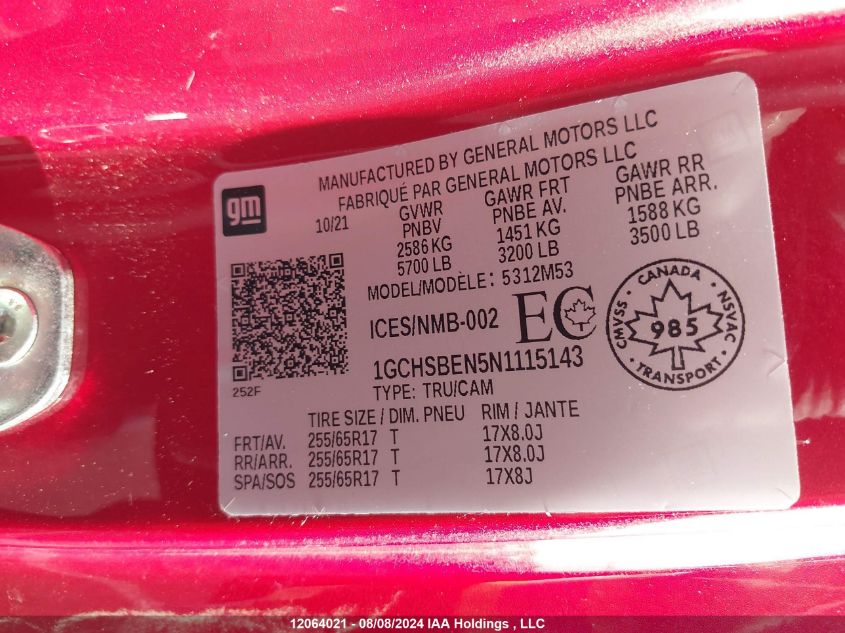 MANUFACTURED BY GENERAL MOTORS LLC
FABRIQUÉ PAR GENERAL MOTORS LLC
gm
10/21
GVWR
PNBV
2586 KG
5700 LB
GAWR FRT
PNBE AV.
1451 KG
3200 LB
GAWR RR
PNBE ARR.
1588 KG
3500 LB
MODEL/MODÈLE: 5312M53
ICES/NMB-002
EC
CANADA
CMVSS
985
NSVAC
TRANSPORT
1GCHSBEN5N1115143
252F
TYPE: TRU/CAM
TIRE SIZE / DIM. PNEU RIM / JANTE
FRT/AV. 255/65R17 T 17X8.0J
RR/ARR. 255/65R17 T 17X8.0J
SPA/SOS 255/65R17 T 17X8J
12064021 - 08/08/2024 IAA Holdings , LLC